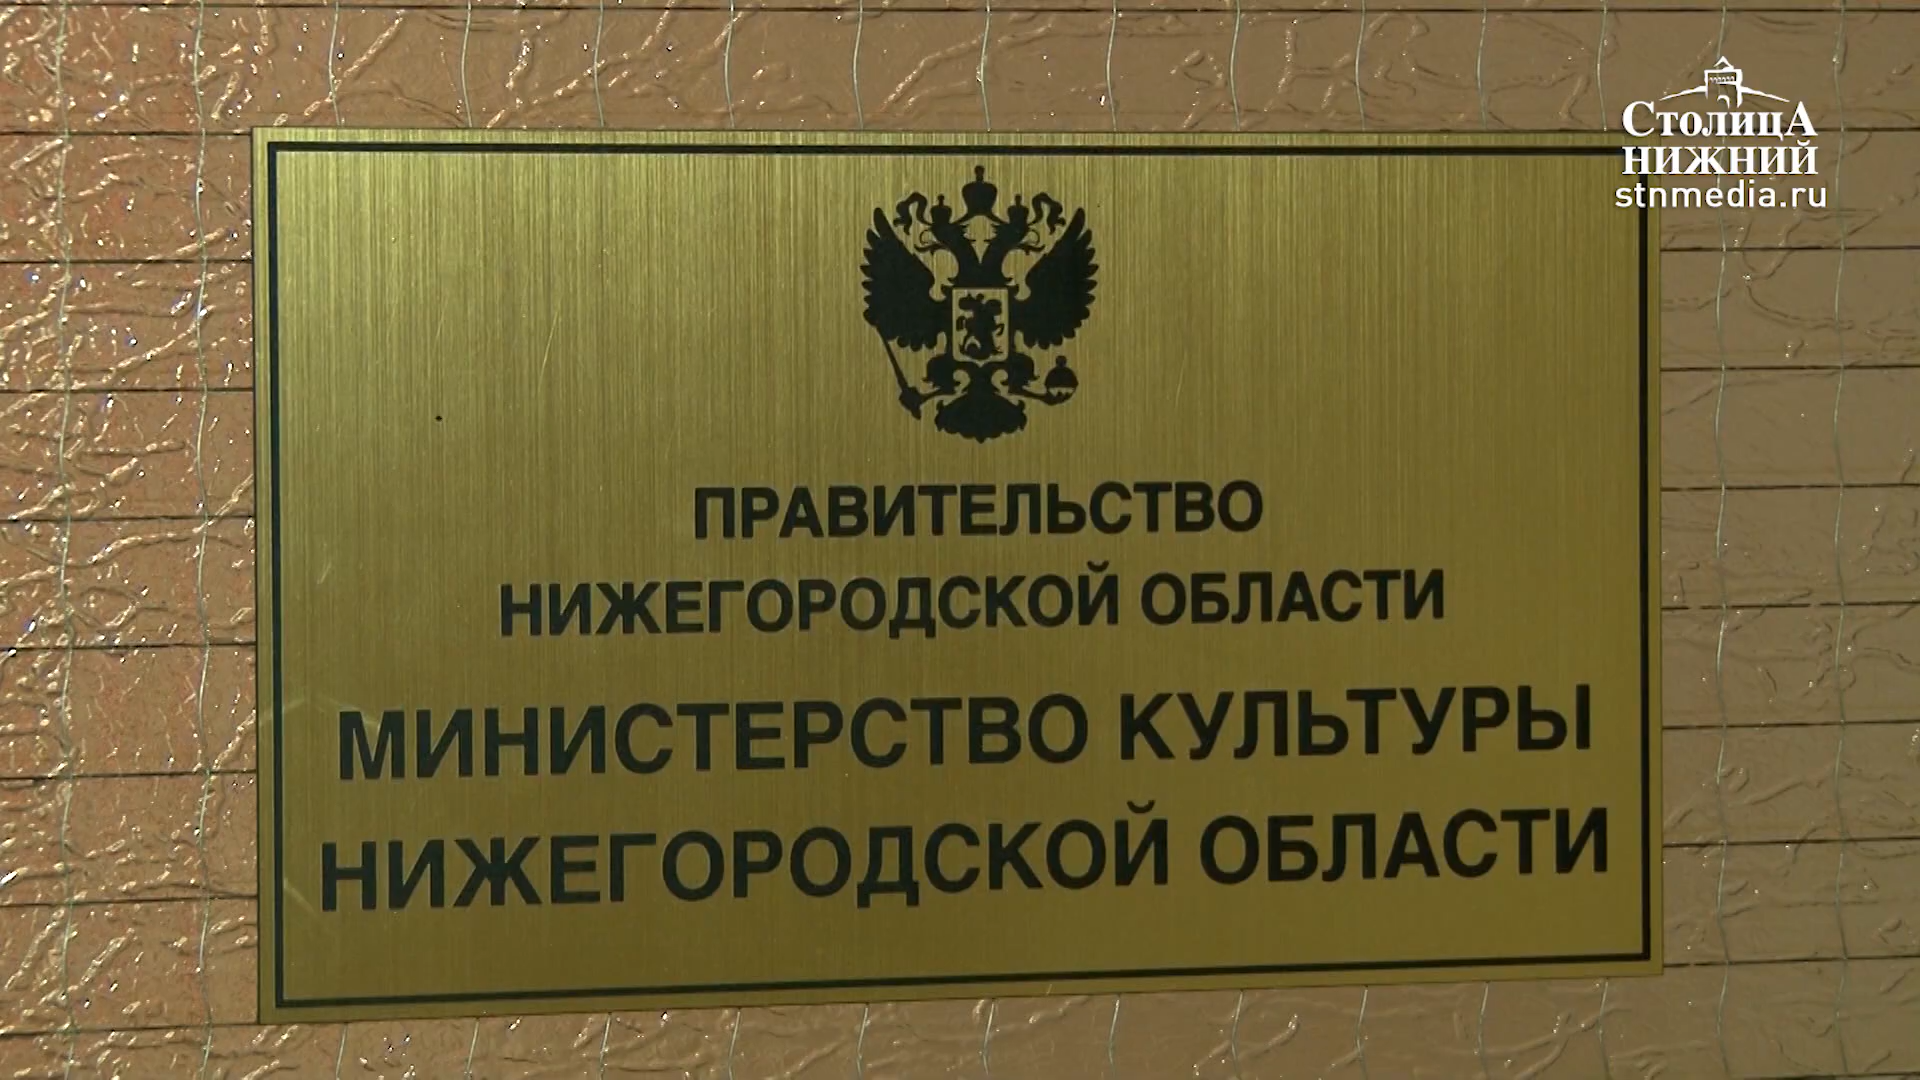 СТОЛИЦА
НИЖНИЙ
stnmedia.ru
ПРАВИТЕЛЬСТВО
НИЖЕГОРОДСКОЙ ОБЛАСТИ
МИНИСТЕРСТВО КУЛЬТУРЫ
НИЖЕГОРОДСКОЙ ОБЛАСТИ